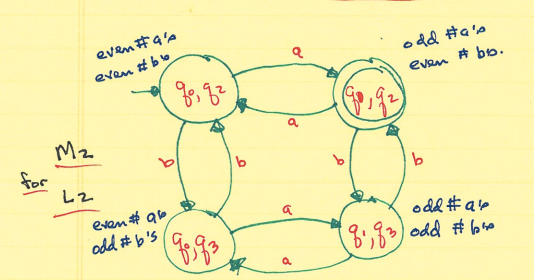 even # a's
even # b's
odd # a's
even # b's.
a
q0, q2
q1, q2
a
b
b
b
b
M2
for
L2
even # a's
odd # b's
q0, q3
a
q1, q3
odd # a's
odd # b's
a